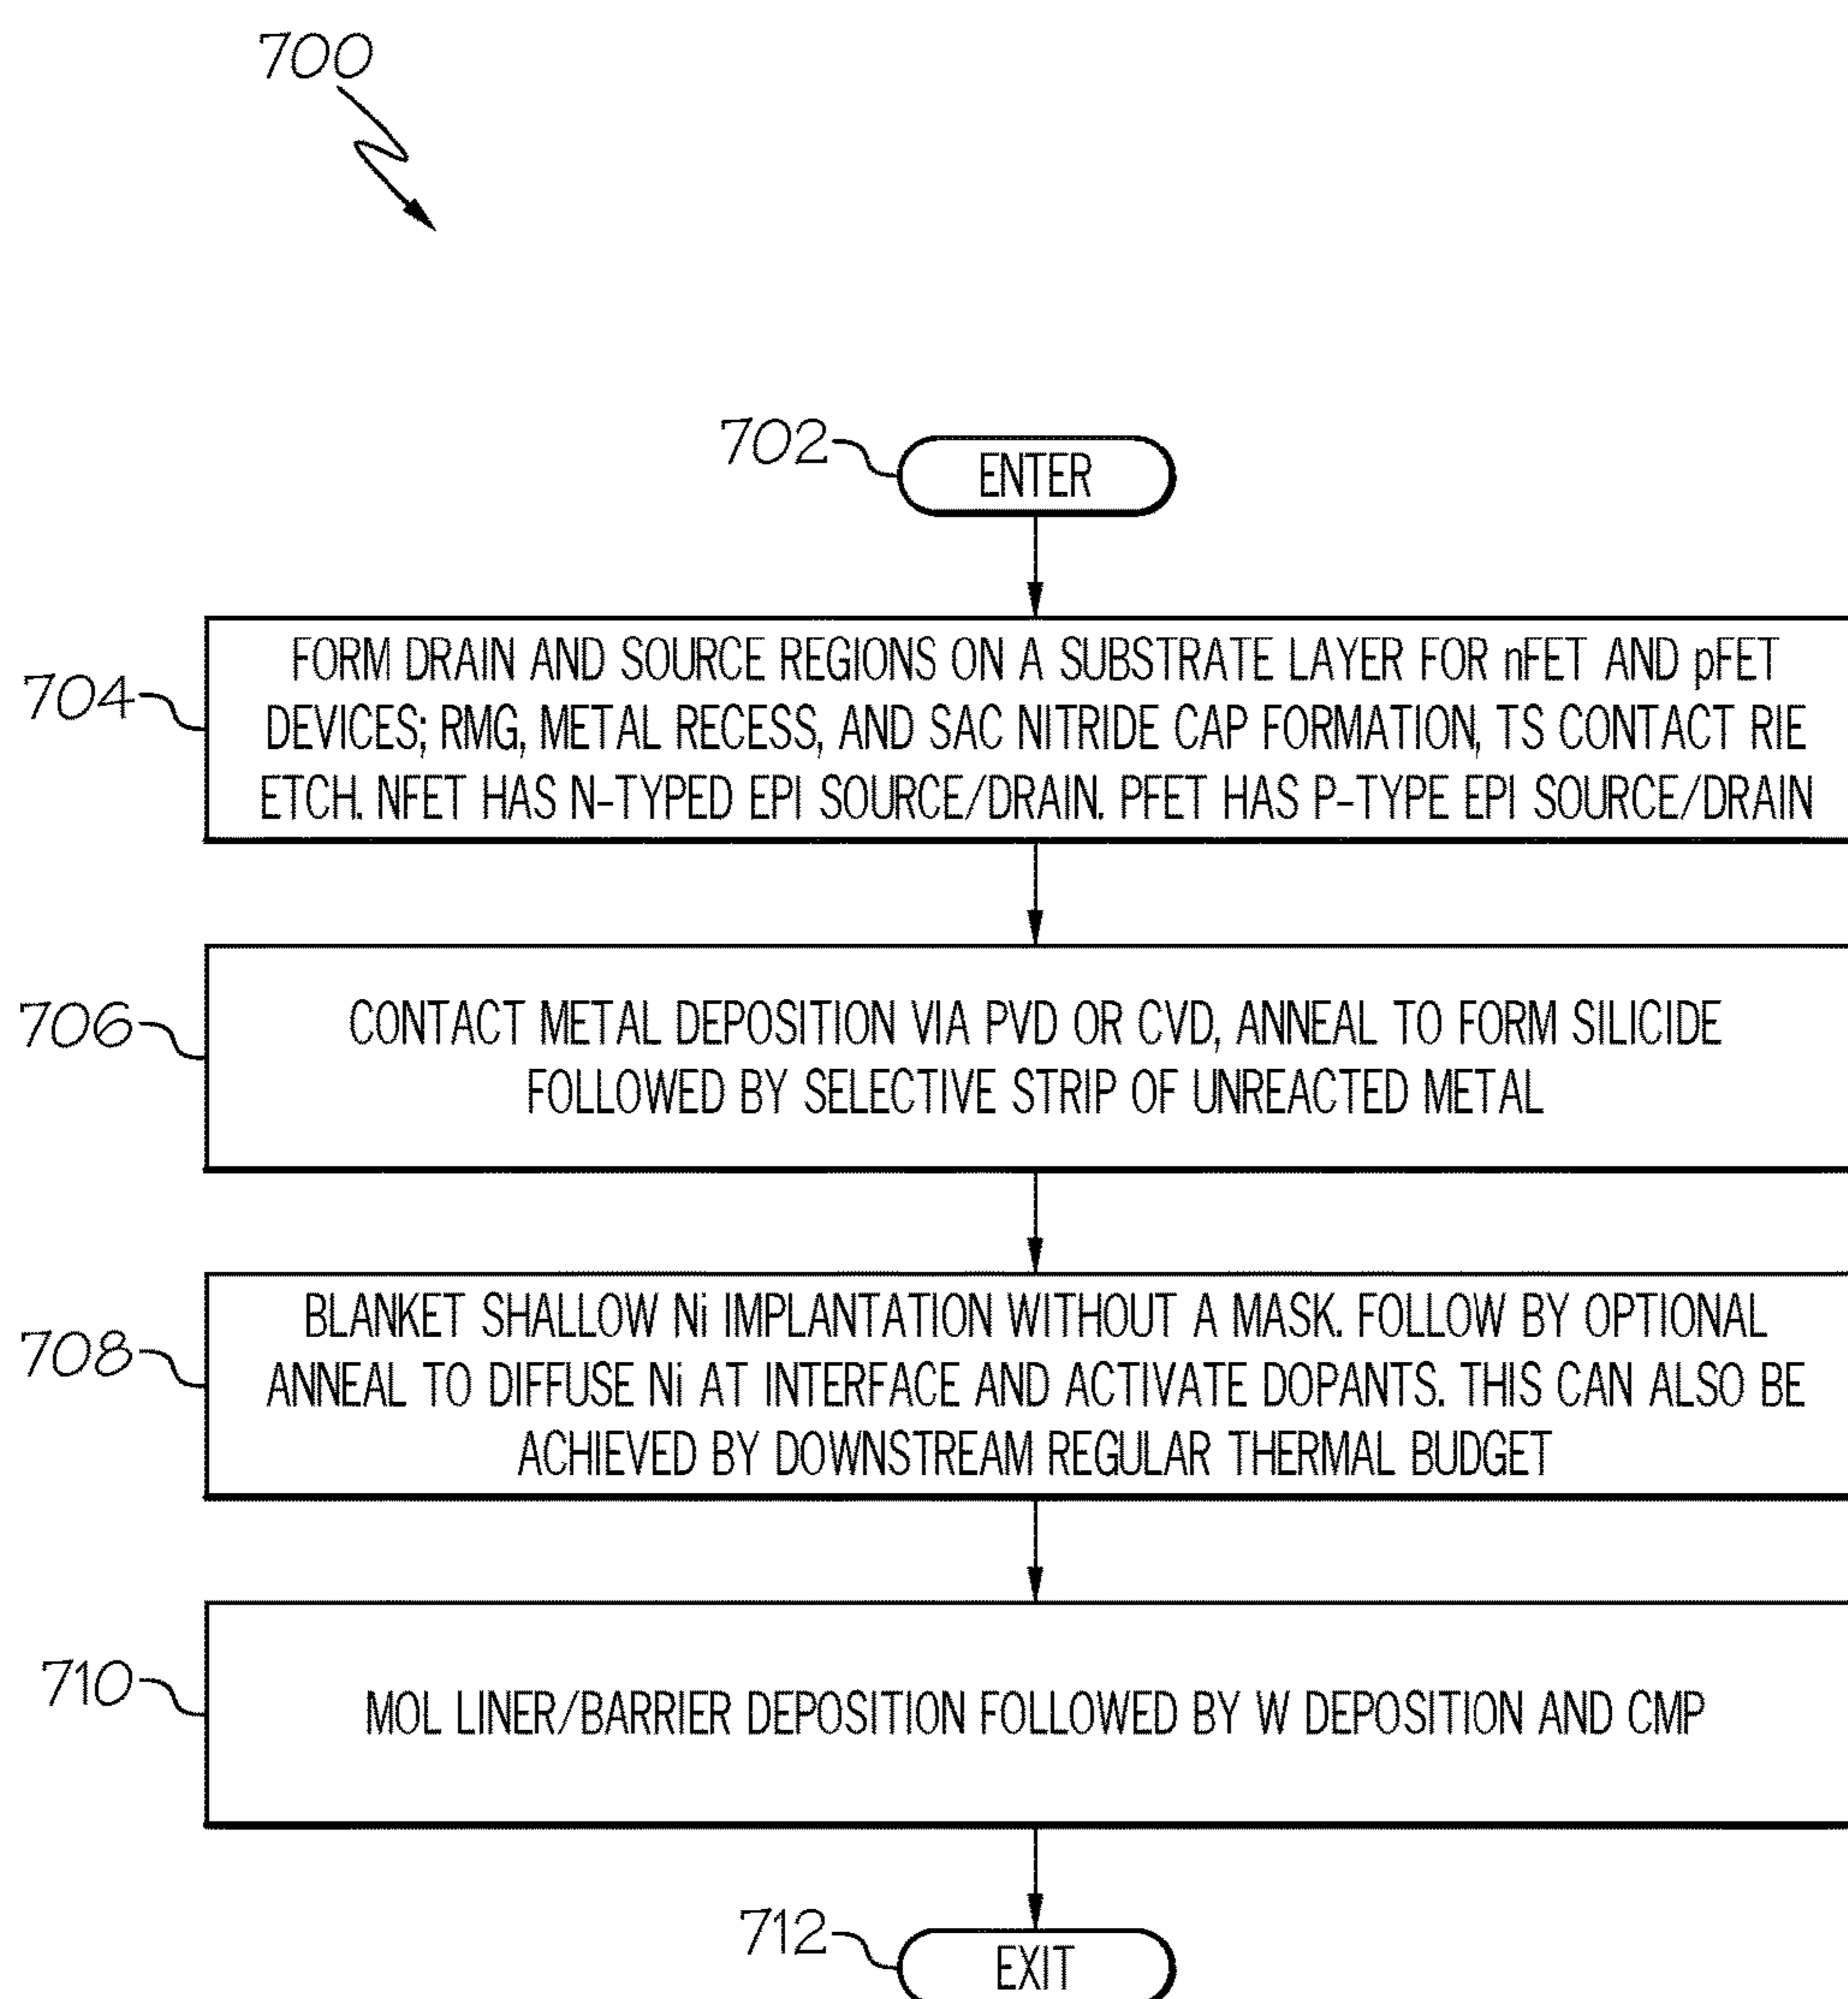 700
702
ENTER
704
FORM DRAIN AND SOURCE REGIONS ON A SUBSTRATE LAYER FOR nFET AND pFET
DEVICES; RMG, METAL RECESS, AND SAC NITRIDE CAP FORMATION, TS CONTACT RIE
ETCH. NFET HAS N-TYPED EPI SOURCE/DRAIN. PFET HAS P-TYPE EPI SOURCE/DRAIN
706
CONTACT METAL DEPOSITION VIA PVD OR CVD, ANNEAL TO FORM SILICIDE
FOLLOWED BY SELECTIVE STRIP OF UNREACTED METAL
708
BLANKET SHALLOW Ni IMPLANTATION WITHOUT A MASK. FOLLOW BY OPTIONAL
ANNEAL TO DIFFUSE Ni AT INTERFACE AND ACTIVATE DOPANTS. THIS CAN ALSO BE
ACHIEVED BY DOWNSTREAM REGULAR THERMAL BUDGET
710
MOL LINER/BARRIER DEPOSITION FOLLOWED BY W DEPOSITION AND CMP
712
EXIT